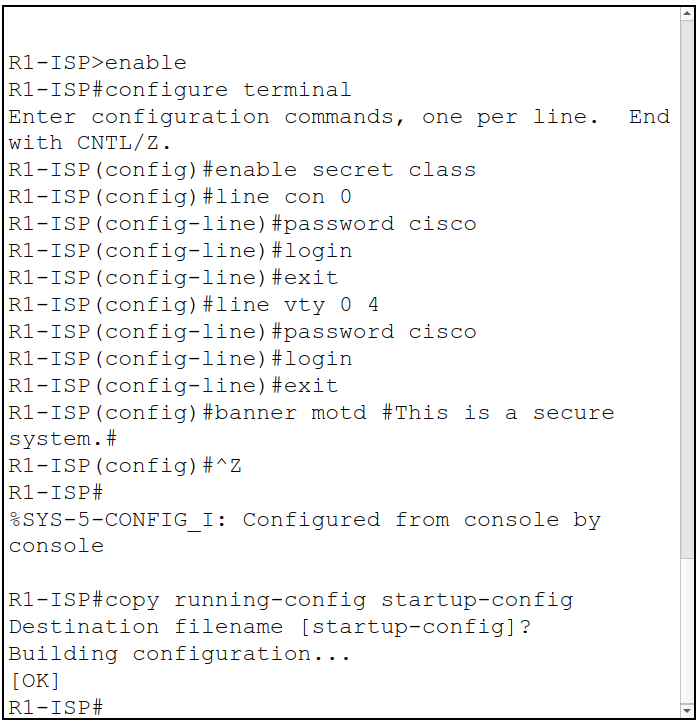 R1-ISP>enable
R1-ISP#configure terminal
Enter configuration commands, one per line.  End
with CNTL/Z.
R1-ISP(config)#enable secret class
R1-ISP(config)#line con 0
R1-ISP(config-line)#password cisco
R1-ISP(config-line)#login
R1-ISP(config-line)#exit
R1-ISP(config)#line vty 0 4
R1-ISP(config-line)#password cisco
R1-ISP(config-line)#login
R1-ISP(config-line)#exit
R1-ISP(config)#banner motd #This is a secure
system.#
R1-ISP(config)#^Z
R1-ISP#
%SYS-5-CONFIG_I: Configured from console by
console
R1-ISP#copy running-config startup-config
Destination filename [startup-config]?
Building configuration...
[OK]
R1-ISP#